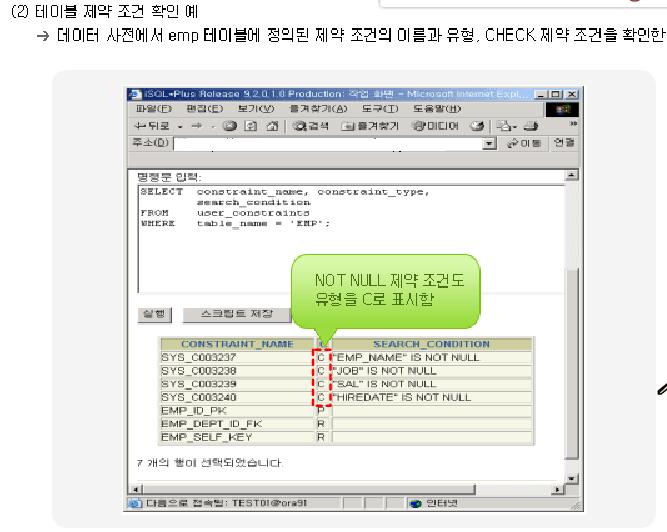 (2) 테이블 제약 조건 확인 예
→ 데이터 사전에서 emp 테이블에 정의된 제약 조건의 이름과 유형, CHECK 제약 조건을 확인한
iSQL*Plus Release 9.2.0.1.0 Production: 작업 화면 - Microsoft Internet Expl...
파일(F) 편집(E) 보기(V) 즐겨찾기(A) 도구(T) 도움말(H)
뒤로 검색 즐겨찾기 미디어
주소(D) 이동 연결
명령문 입력:
SELECT constraint_name, constraint_type,
search_condition
FROM user_constraints
WHERE table_name = 'EMP';
NOT NULL 제약 조건도
유형을 C로 표시함
실행 스크립트 저장
CONSTRAINT_NAME C SEARCH_CONDITION
SYS_C003237 C "EMP_NAME" IS NOT NULL
SYS_C003238 C "JOB" IS NOT NULL
SYS_C003239 C "SAL" IS NOT NULL
SYS_C003240 C "HIREDATE" IS NOT NULL
EMP_ID_PK P
EMP_DEPT_ID_FK R
EMP_SELF_KEY R
7 개의 행이 선택되었습니다.
다음으로 접속됨: TEST01@ora91 인터넷